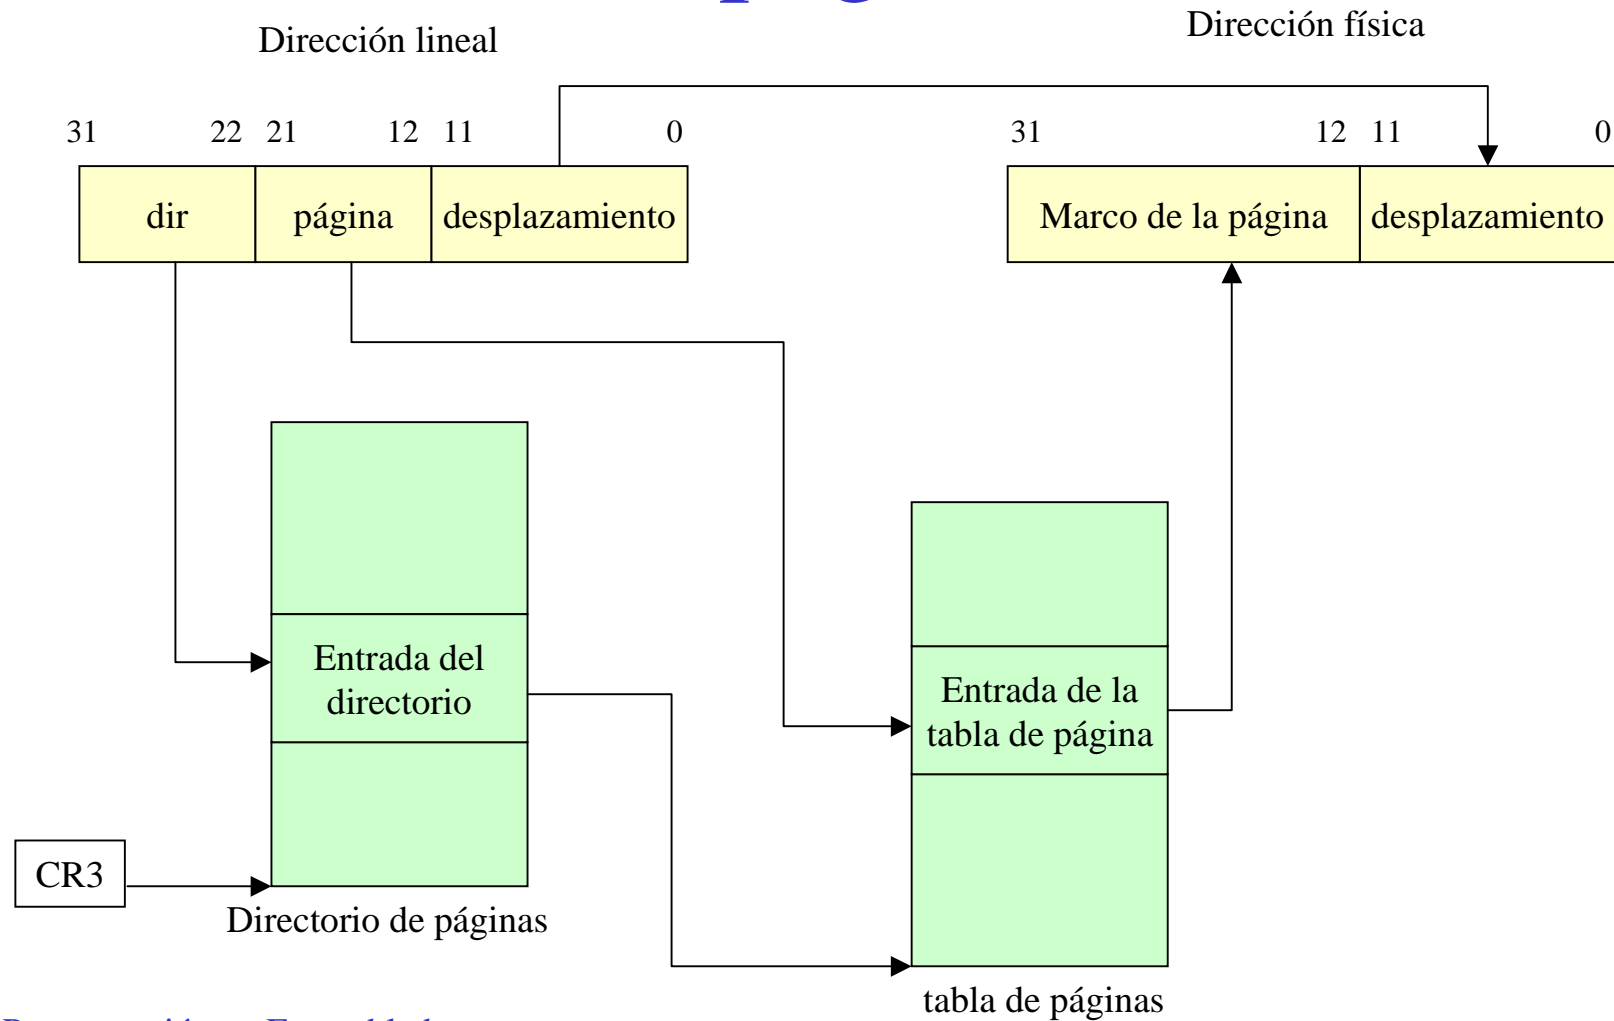 Dirección lineal
Dirección física
31 22 21 12 11 0
31 12 11 0
dir página desplazamiento
Marco de la página desplazamiento
Entrada del
directorio
Entrada de la
tabla de página
CR3
Directorio de páginas
tabla de páginas